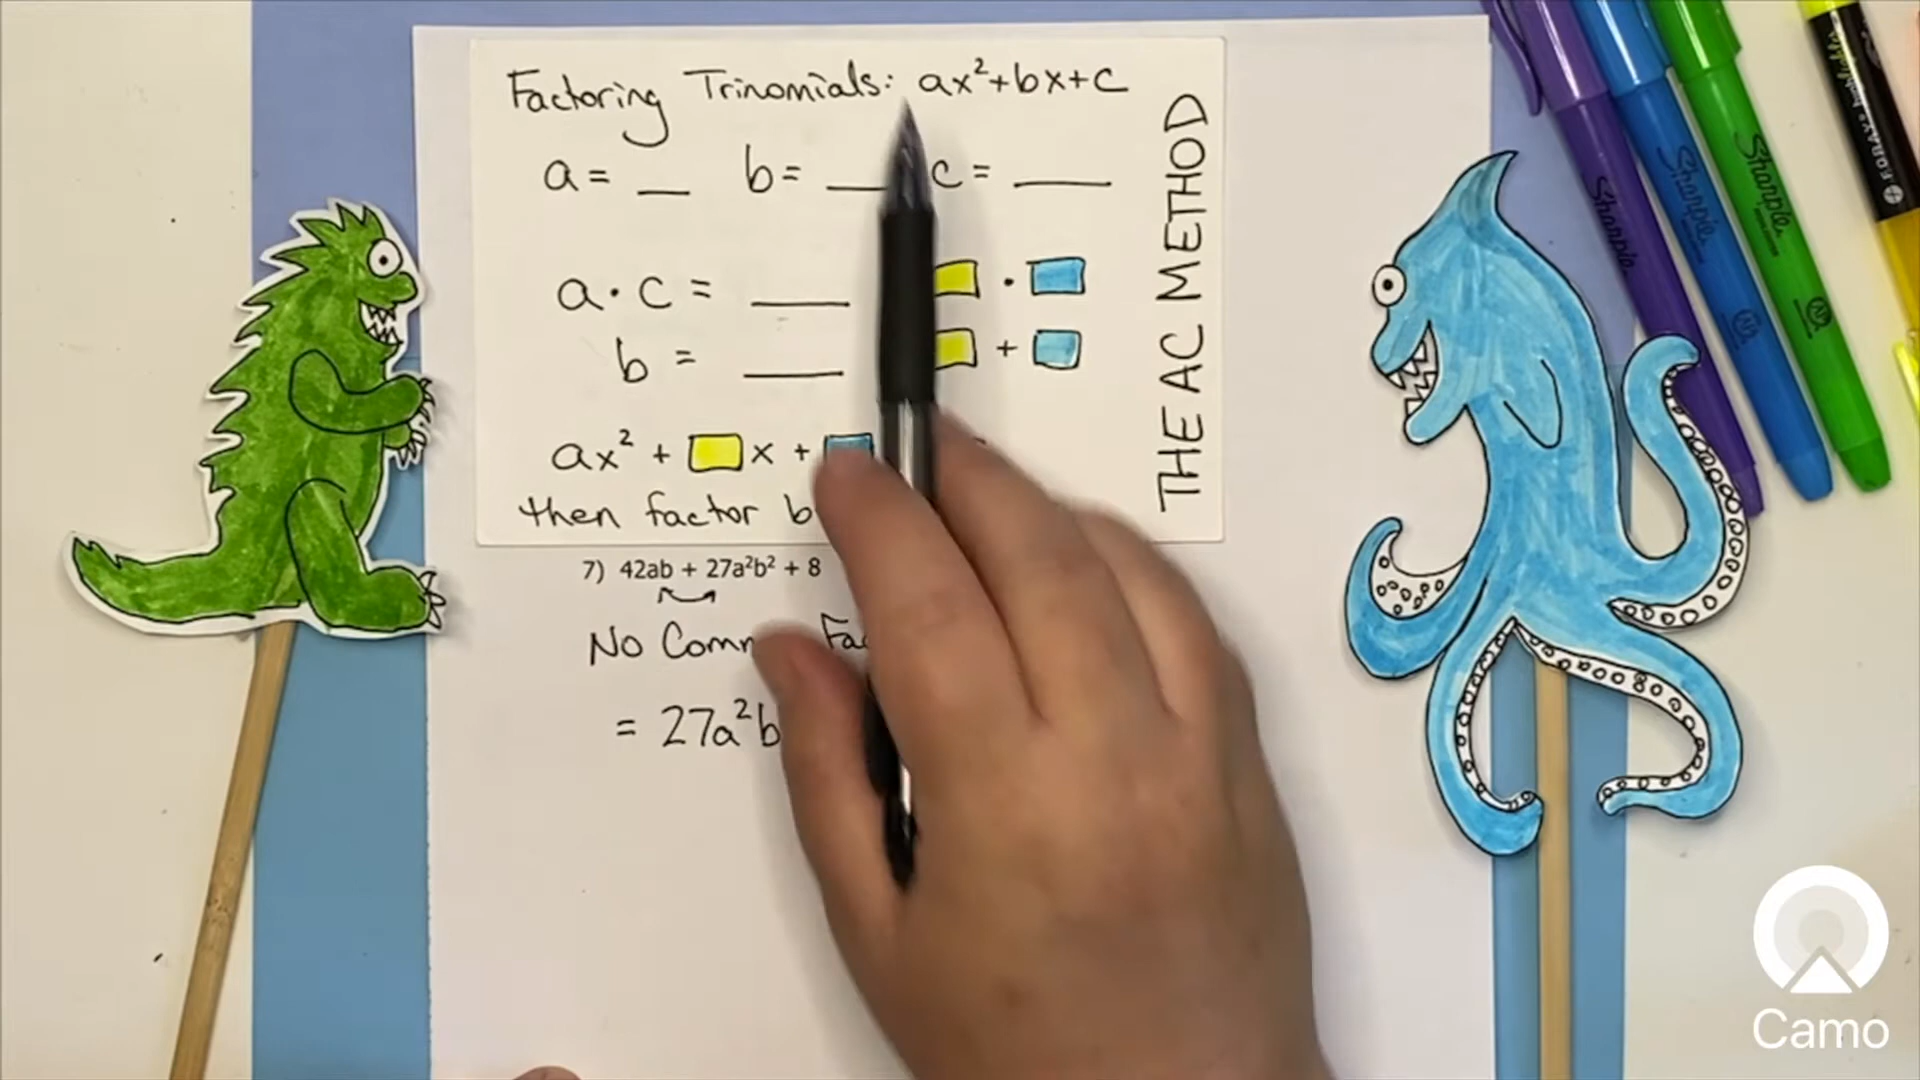 Factoring Trinomials: ax²+bx+c
a = __ b = __ c = __
a · c = __ ·
b = __ +
ax² + x +
then factor
7) 42ab + 27a²b² + 8
No
= 27a²b
THE AC METHOD
Sharpie
Sharpie
Sharpie
Camo